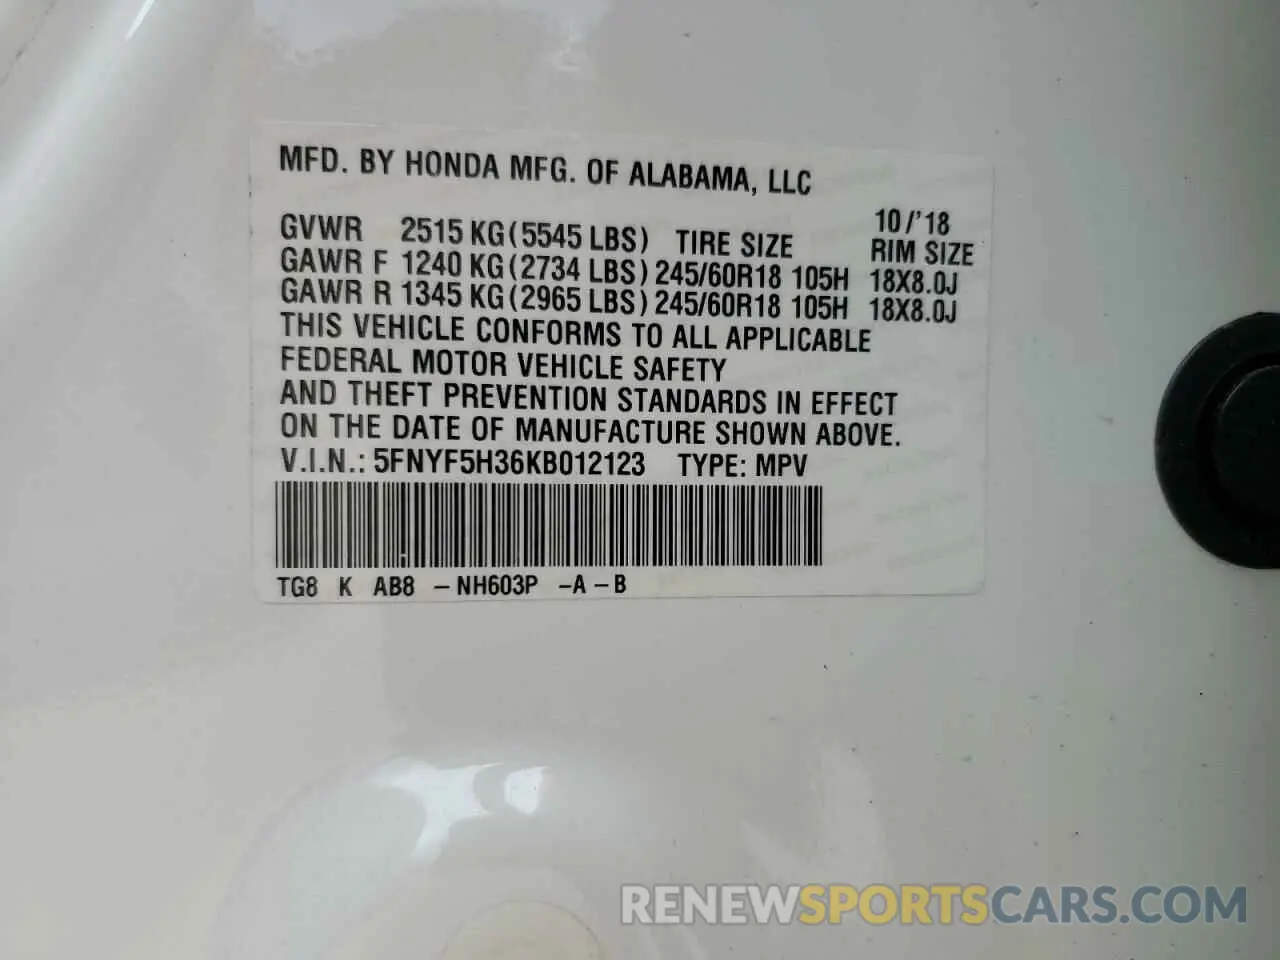 MFD. BY HONDA MFG. OF ALABAMA, LLC
10/'18
GVWR 2515 KG (5545 LBS) TIRE SIZE RIM SIZE
GAWR F 1240 KG (2734 LBS) 245/60R18 105H 18X8.0J
GAWR R 1345 KG (2965 LBS) 245/60R18 105H 18X8.0J
THIS VEHICLE CONFORMS TO ALL APPLICABLE
FEDERAL MOTOR VEHICLE SAFETY
AND THEFT PREVENTION STANDARDS IN EFFECT
ON THE DATE OF MANUFACTURE SHOWN ABOVE.
V.I.N.: 5FNYF5H36KB012123 TYPE: MPV
TG8 K AB8 -NH603P -A-B
RENEWSPORTSCARS.COM